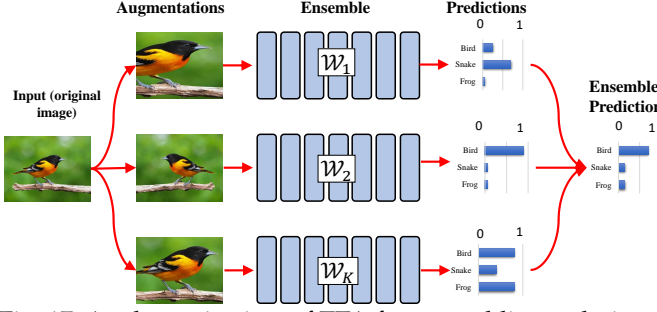 Augmentations
Ensemble
Predictions
0 1
Bird
Snake
Frog
𝒲1
Input (original
image)
Ensemble
Prediction
0 1
Bird
Snake
Frog
𝒲2
0 1
Bird
Snake
Frog
0 1
Bird
Snake
Frog
𝒲K